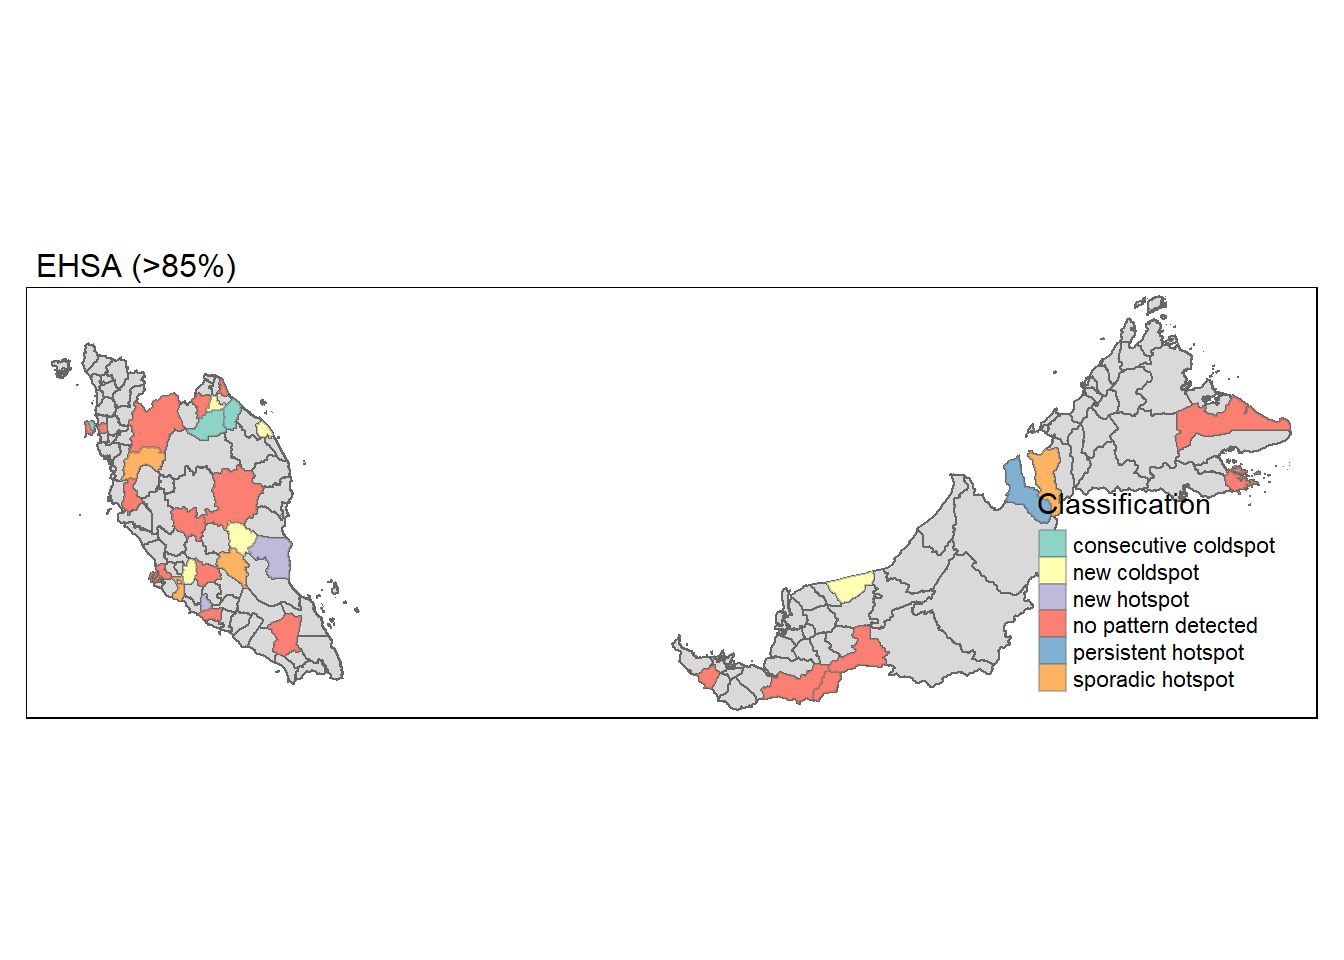 EHSA (>85%)
Classification
consecutive coldspot
new coldspot
new hotspot
no pattern detected
persistent hotspot
sporadic hotspot